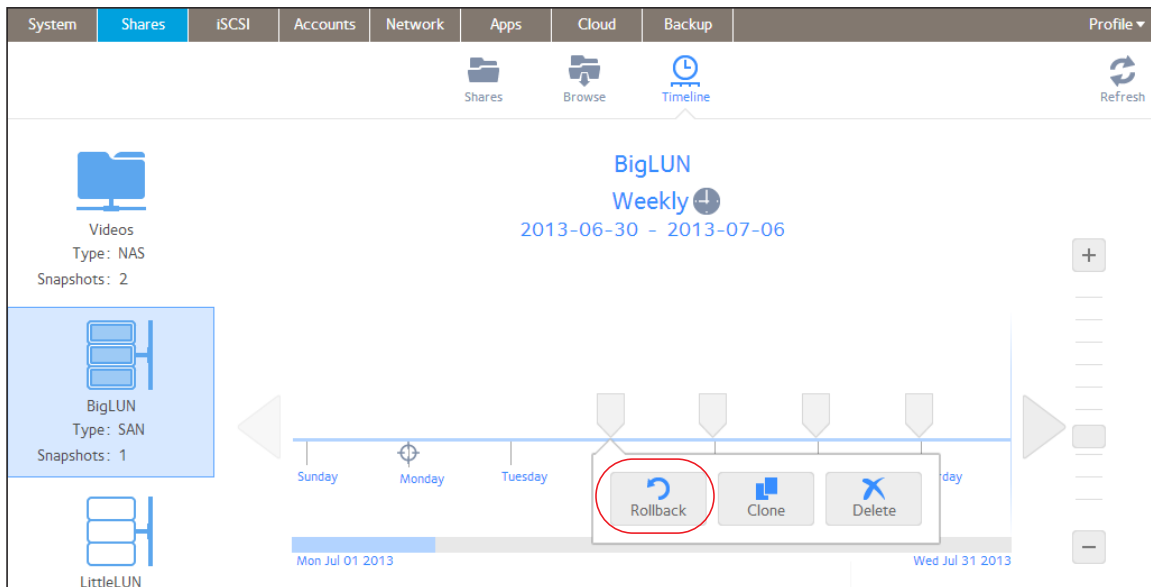 System Shares iSCSI Accounts Network Apps Cloud Backup Profile
Shares Browse Timeline Refresh
BigLUN
Weekly
2013-06-30 - 2013-07-06
Videos
Type: NAS
Snapshots: 2
BigLUN
Type: SAN
Snapshots: 1
LittleLUN
+
Sunday Monday Tuesday rday
Rollback Clone Delete
Mon Jul 01 2013 Wed Jul 31 2013
−